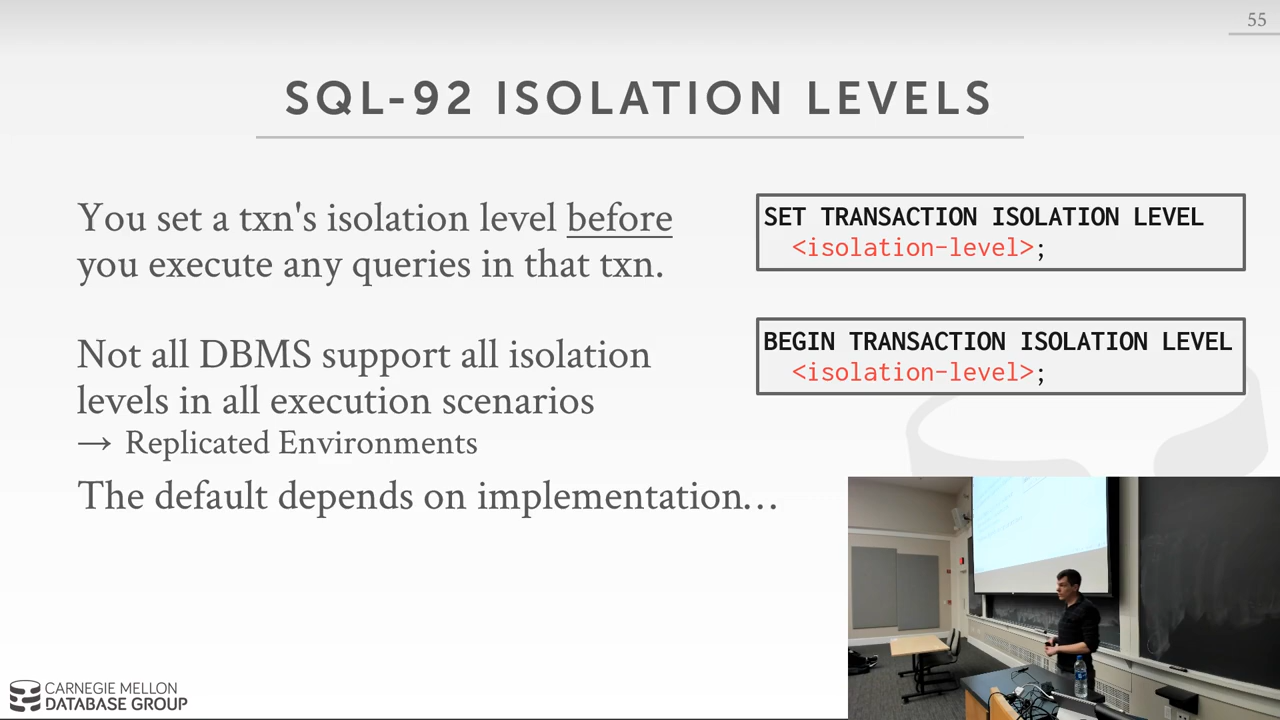 55
SQL-92 ISOLATION LEVELS
You set a txn's isolation level before
you execute any queries in that txn.
Not all DBMS support all isolation
levels in all execution scenarios
→ Replicated Environments
The default depends on implementation...
SET TRANSACTION ISOLATION LEVEL
<isolation-level>;
BEGIN TRANSACTION ISOLATION LEVEL
<isolation-level>;
CARNEGIE MELLON
DATABASE GROUP